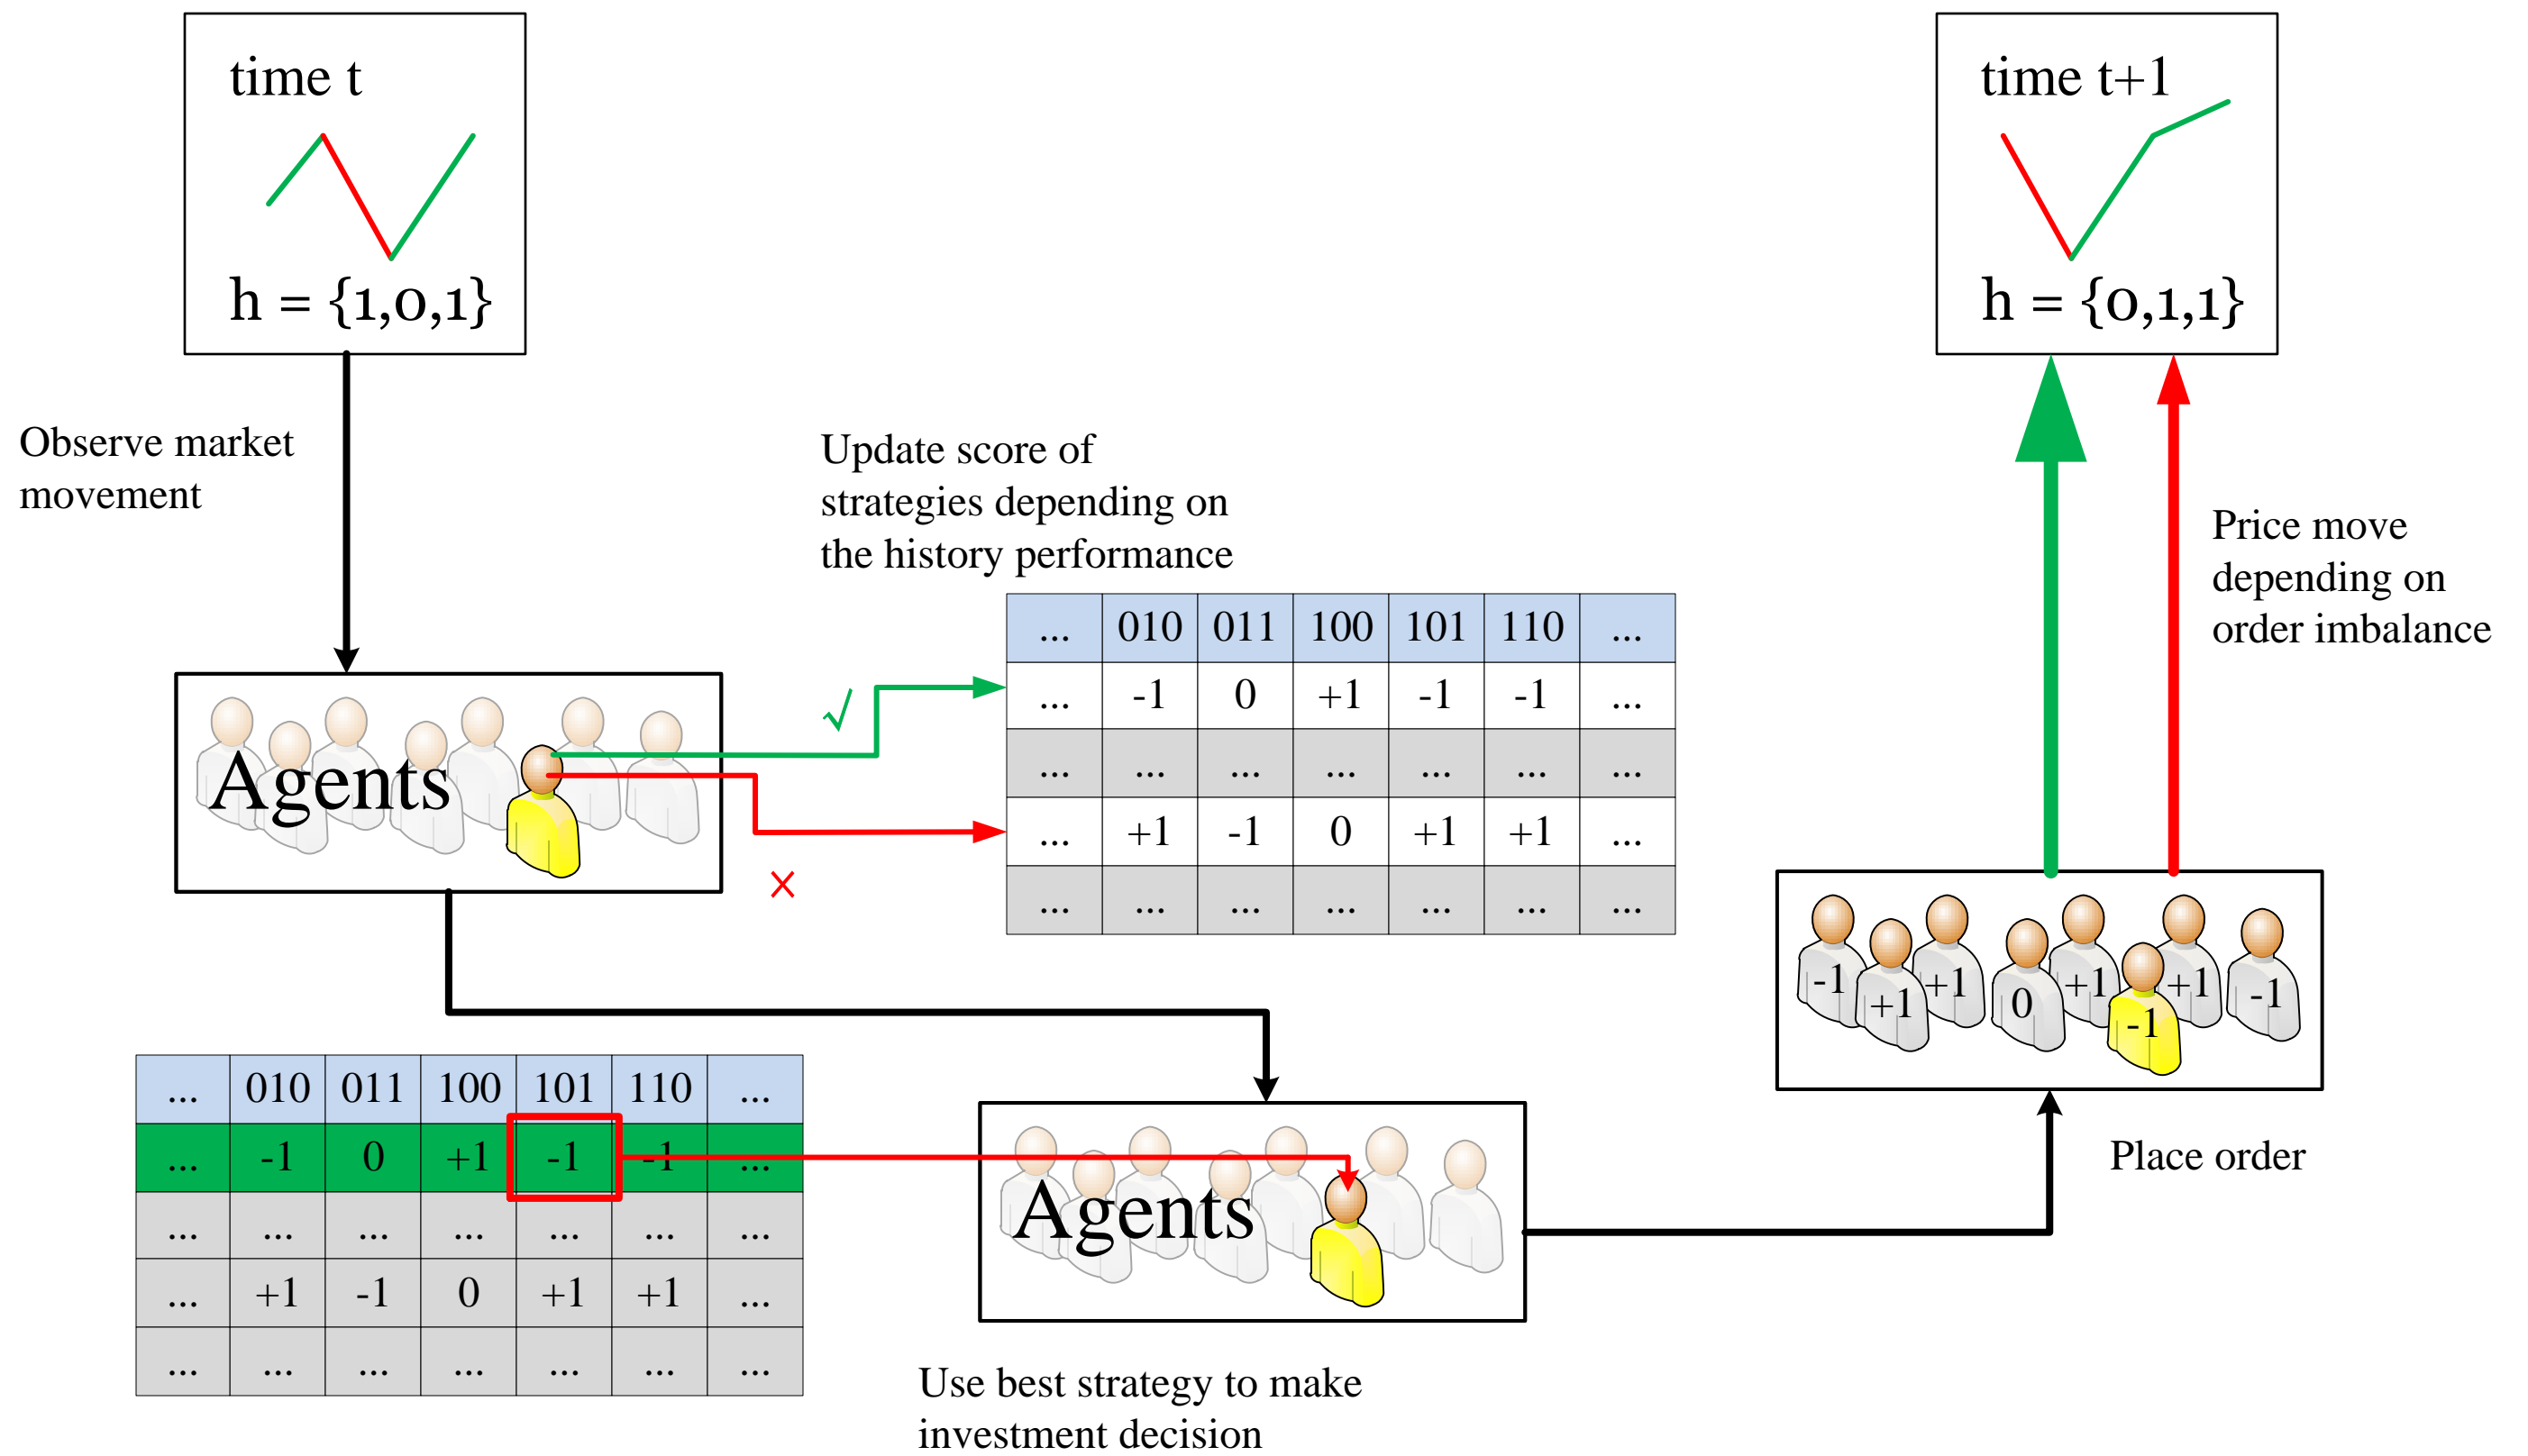 time t
h = {1,0,1}
time t+1
h = {0,1,1}
Observe market
movement
Update score of
strategies depending on
the history performance
Price move
depending on
order imbalance
... 010 011 100 101 110 ...
... -1 0 +1 -1 -1 ...
... ... ... ... ... ... ...
... +1 -1 0 +1 +1 ...
... ... ... ... ... ... ...
Agents
√
×
-1 +1 +1 0 +1 -1 +1 -1
Place order
... 010 011 100 101 110 ...
... -1 0 +1 -1 -1 ...
... ... ... ... ... ... ...
... +1 -1 0 +1 +1 ...
... ... ... ... ... ... ...
Agents
Use best strategy to make
investment decision